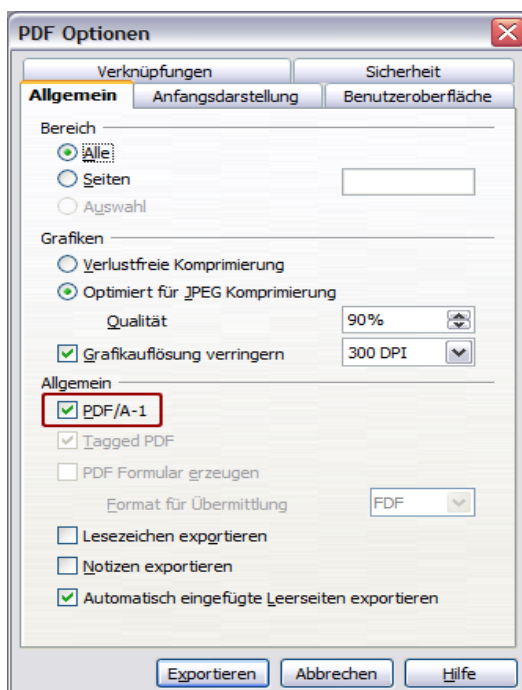 PDF Optionen
Verknüpfungen Sicherheit
Allgemein Anfangsdarstellung Benutzeroberfläche
Bereich
Alle
Seiten
Auswahl
Grafiken
Verlustfreie Komprimierung
Optimiert für JPEG Komprimierung
Qualität 90%
Grafikauflösung verringern 300 DPI
Allgemein
PDF/A-1
Tagged PDF
PDF Formular erzeugen
Format für Übermittlung FDF
Lesezeichen exportieren
Notizen exportieren
Automatisch eingefügte Leerseiten exportieren
Exportieren Abbrechen Hilfe